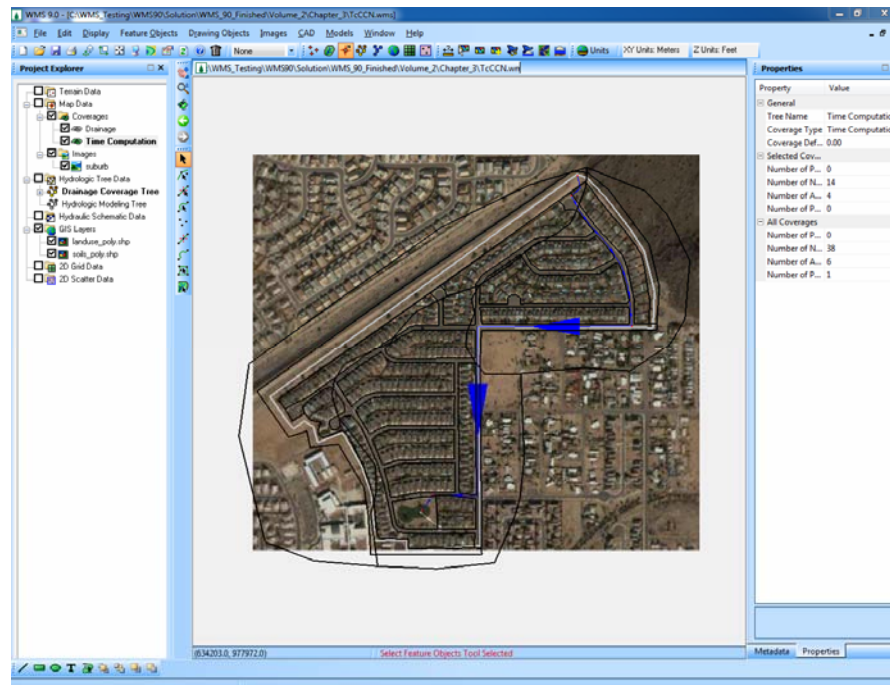 WMS 9.0 - [C:\WMS_Testing\WMS90\Solution\WMS_90_Finished\Volume_2\Chapter_3\TcCCN.wms]
File Edit Display Feature Objects Drawing Objects Images CAD Models Window Help
None Units XY Units: Meters Z Units: Feet
Project Explorer
\WMS_Testing\WMS90\Solution\WMS_90_Finished\Volume_2\Chapter_3\TcCCN.wm
Properties
Terrain Data
Map Data
Coverages
Drainage
Time Computation
Images
suburb
Hydrologic Tree Data
Drainage Coverage Tree
Hydrologic Modeling Tree
Hydraulic Schematic Data
GIS Layers
landuse_poly.shp
soils_poly.shp
2D Grid Data
2D Scatter Data
Property Value
General
Tree Name Time Computatio
Coverage Type Time Computatio
Coverage Def... 0.00
Selected Cov...
Number of P... 0
Number of N... 14
Number of A... 4
Number of P... 0
All Coverages
Number of P... 0
Number of N... 38
Number of A... 6
Number of P... 1
(634203.0, 977972.0) Select Feature Objects Tool Selected
Metadata Properties